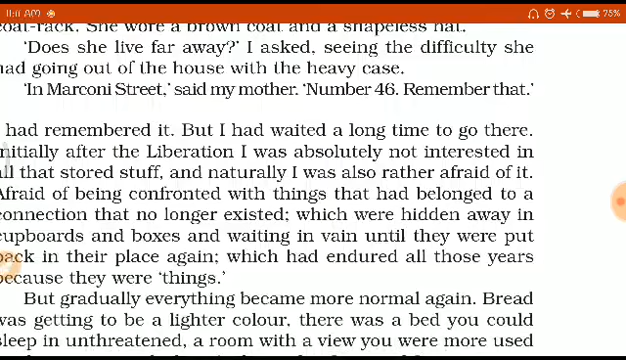 11:11 AM
75%
coat-rack. She wore a brown coat and a shapeless hat.
‘Does she live far away?’ I asked, seeing the difficulty she
had going out of the house with the heavy case.
‘In Marconi Street,’ said my mother. ‘Number 46. Remember that.’
I had remembered it. But I had waited a long time to go there.
Initially after the Liberation I was absolutely not interested in
all that stored stuff, and naturally I was also rather afraid of it.
Afraid of being confronted with things that had belonged to a
connection that no longer existed; which were hidden away in
cupboards and boxes and waiting in vain until they were put
back in their place again; which had endured all those years
because they were ‘things.’
But gradually everything became more normal again. Bread
was getting to be a lighter colour, there was a bed you could
sleep in unthreatened, a room with a view you were more used